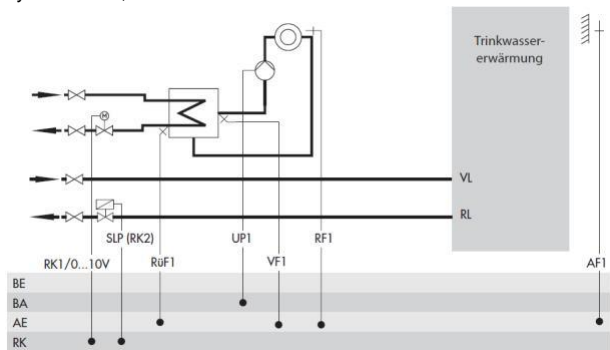 Trinkwasser-
erwärmung
M
VL
RL
SLP (RK2)
UP1
RF1
RK1/0...10V
RüF1
VF1
AF1
BE
BA
AE
RK